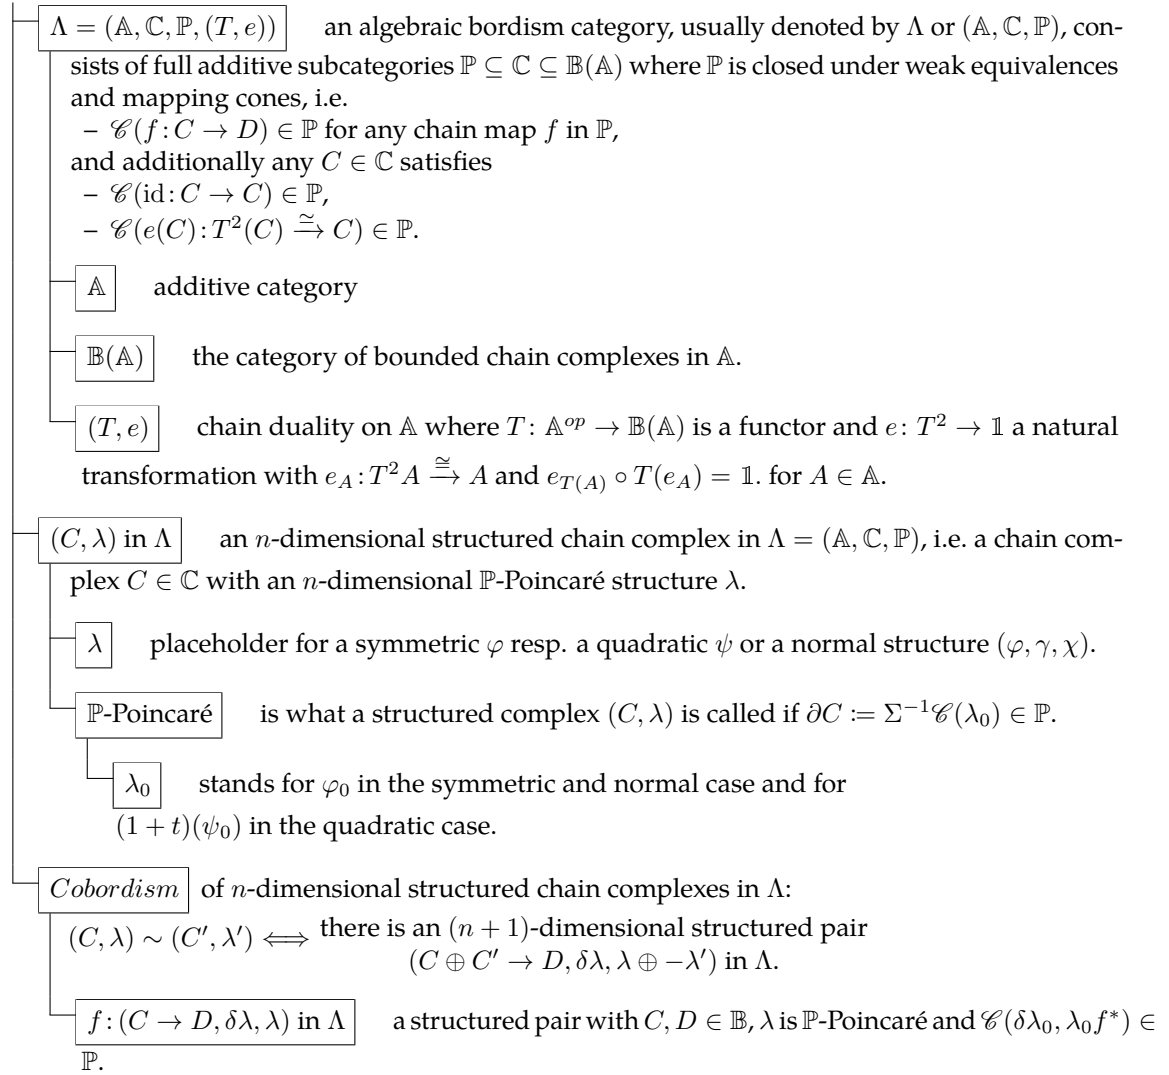 Λ = (𝔸, ℂ, ℙ, (T, e)) an algebraic bordism category, usually denoted by Λ or (𝔸, ℂ, ℙ), con-
sists of full additive subcategories ℙ ⊆ ℂ ⊆ 𝔹(𝔸) where ℙ is closed under weak equivalences
and mapping cones, i.e.
– 𝒞(f : C → D) ∈ ℙ for any chain map f in ℙ,
and additionally any C ∈ ℂ satisfies
– 𝒞(id : C → C) ∈ ℙ,
– 𝒞(e(C) : T²(C) ≃→ C) ∈ ℙ.
𝔸 additive category
𝔹(𝔸) the category of bounded chain complexes in 𝔸.
(T, e) chain duality on 𝔸 where T : 𝔸ᵒᵖ → 𝔹(𝔸) is a functor and e : T² → 𝟙 a natural
transformation with e_A : T²A ≅→ A and e_{T(A)} ∘ T(e_A) = 𝟙. for A ∈ 𝔸.
(C, λ) in Λ an n-dimensional structured chain complex in Λ = (𝔸, ℂ, ℙ), i.e. a chain com-
plex C ∈ ℂ with an n-dimensional ℙ-Poincaré structure λ.
λ placeholder for a symmetric φ resp. a quadratic ψ or a normal structure (φ, γ, χ).
ℙ-Poincaré is what a structured complex (C, λ) is called if ∂C ≔ Σ⁻¹𝒞(λ₀) ∈ ℙ.
λ₀ stands for φ₀ in the symmetric and normal case and for
(1 + t)(ψ₀) in the quadratic case.
Cobordism of n-dimensional structured chain complexes in Λ:
(C, λ) ∼ (C′, λ′) ⟺ there is an (n + 1)-dimensional structured pair
(C ⊕ C′ → D, δλ, λ ⊕ −λ′) in Λ.
f : (C → D, δλ, λ) in Λ a structured pair with C, D ∈ 𝔹, λ is ℙ-Poincaré and 𝒞(δλ₀, λ₀f*) ∈
ℙ.